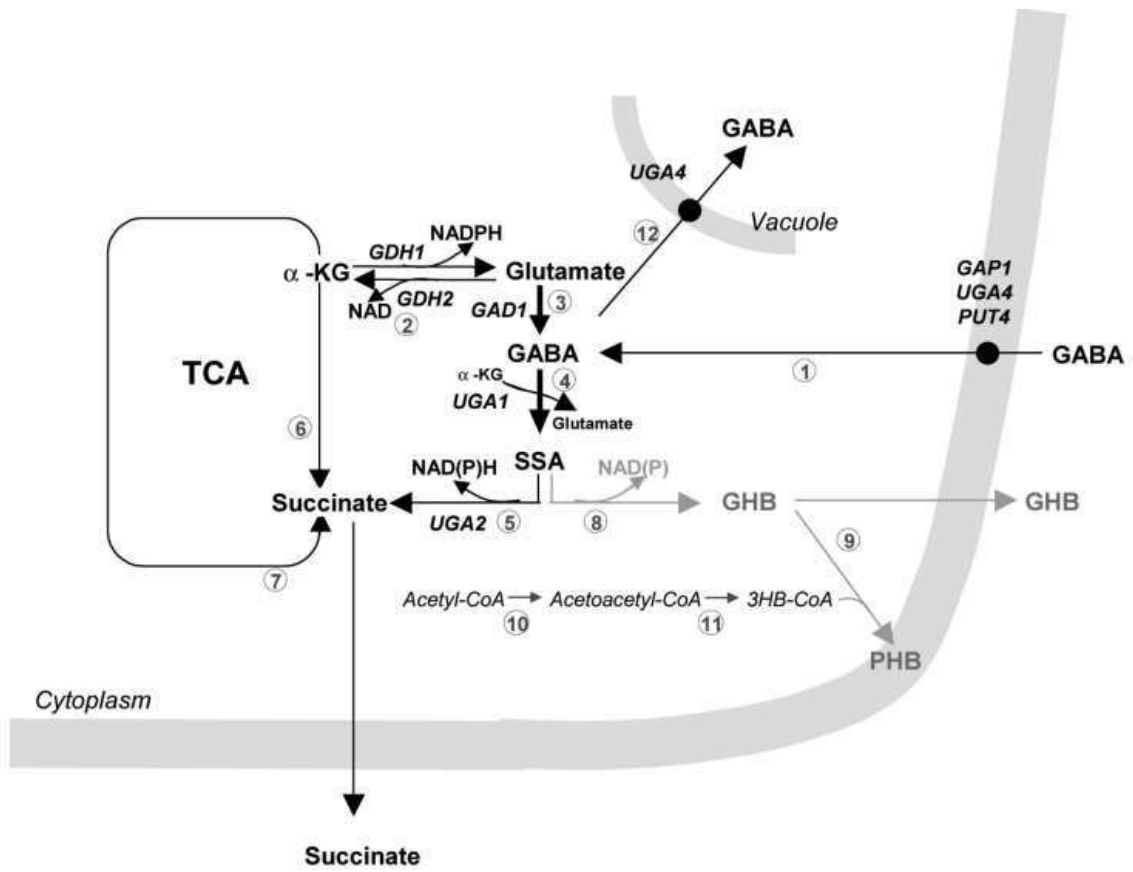 GABA
UGA4
Vacuole
12
NADPH
GDH1
α -KG
Glutamate
NAD
GDH2
2
GAD1
3
GAP1
UGA4
PUT4
TCA
GABA
1
GABA
α -KG
4
UGA1
Glutamate
6
SSA
NAD(P)H
NAD(P)
Succinate
UGA2
5
8
GHB
GHB
9
7
Acetyl-CoA
10
Acetoacetyl-CoA
11
3HB-CoA
PHB
Cytoplasm
Succinate